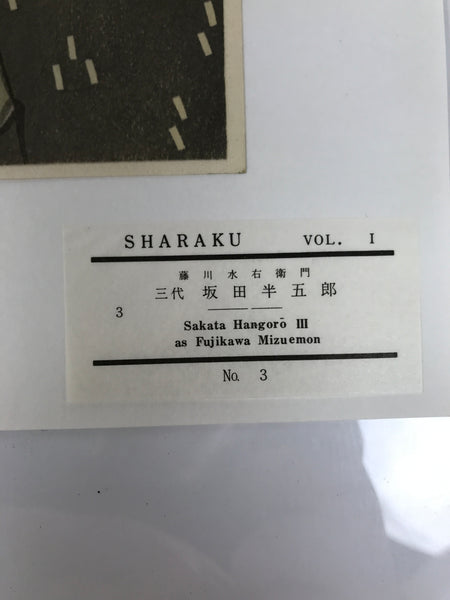 SHARAKU VOL. I
藤川水右衛門
三代 坂田半五郎
3
Sakata Hangorō III
as Fujikawa Mizuemon
No. 3